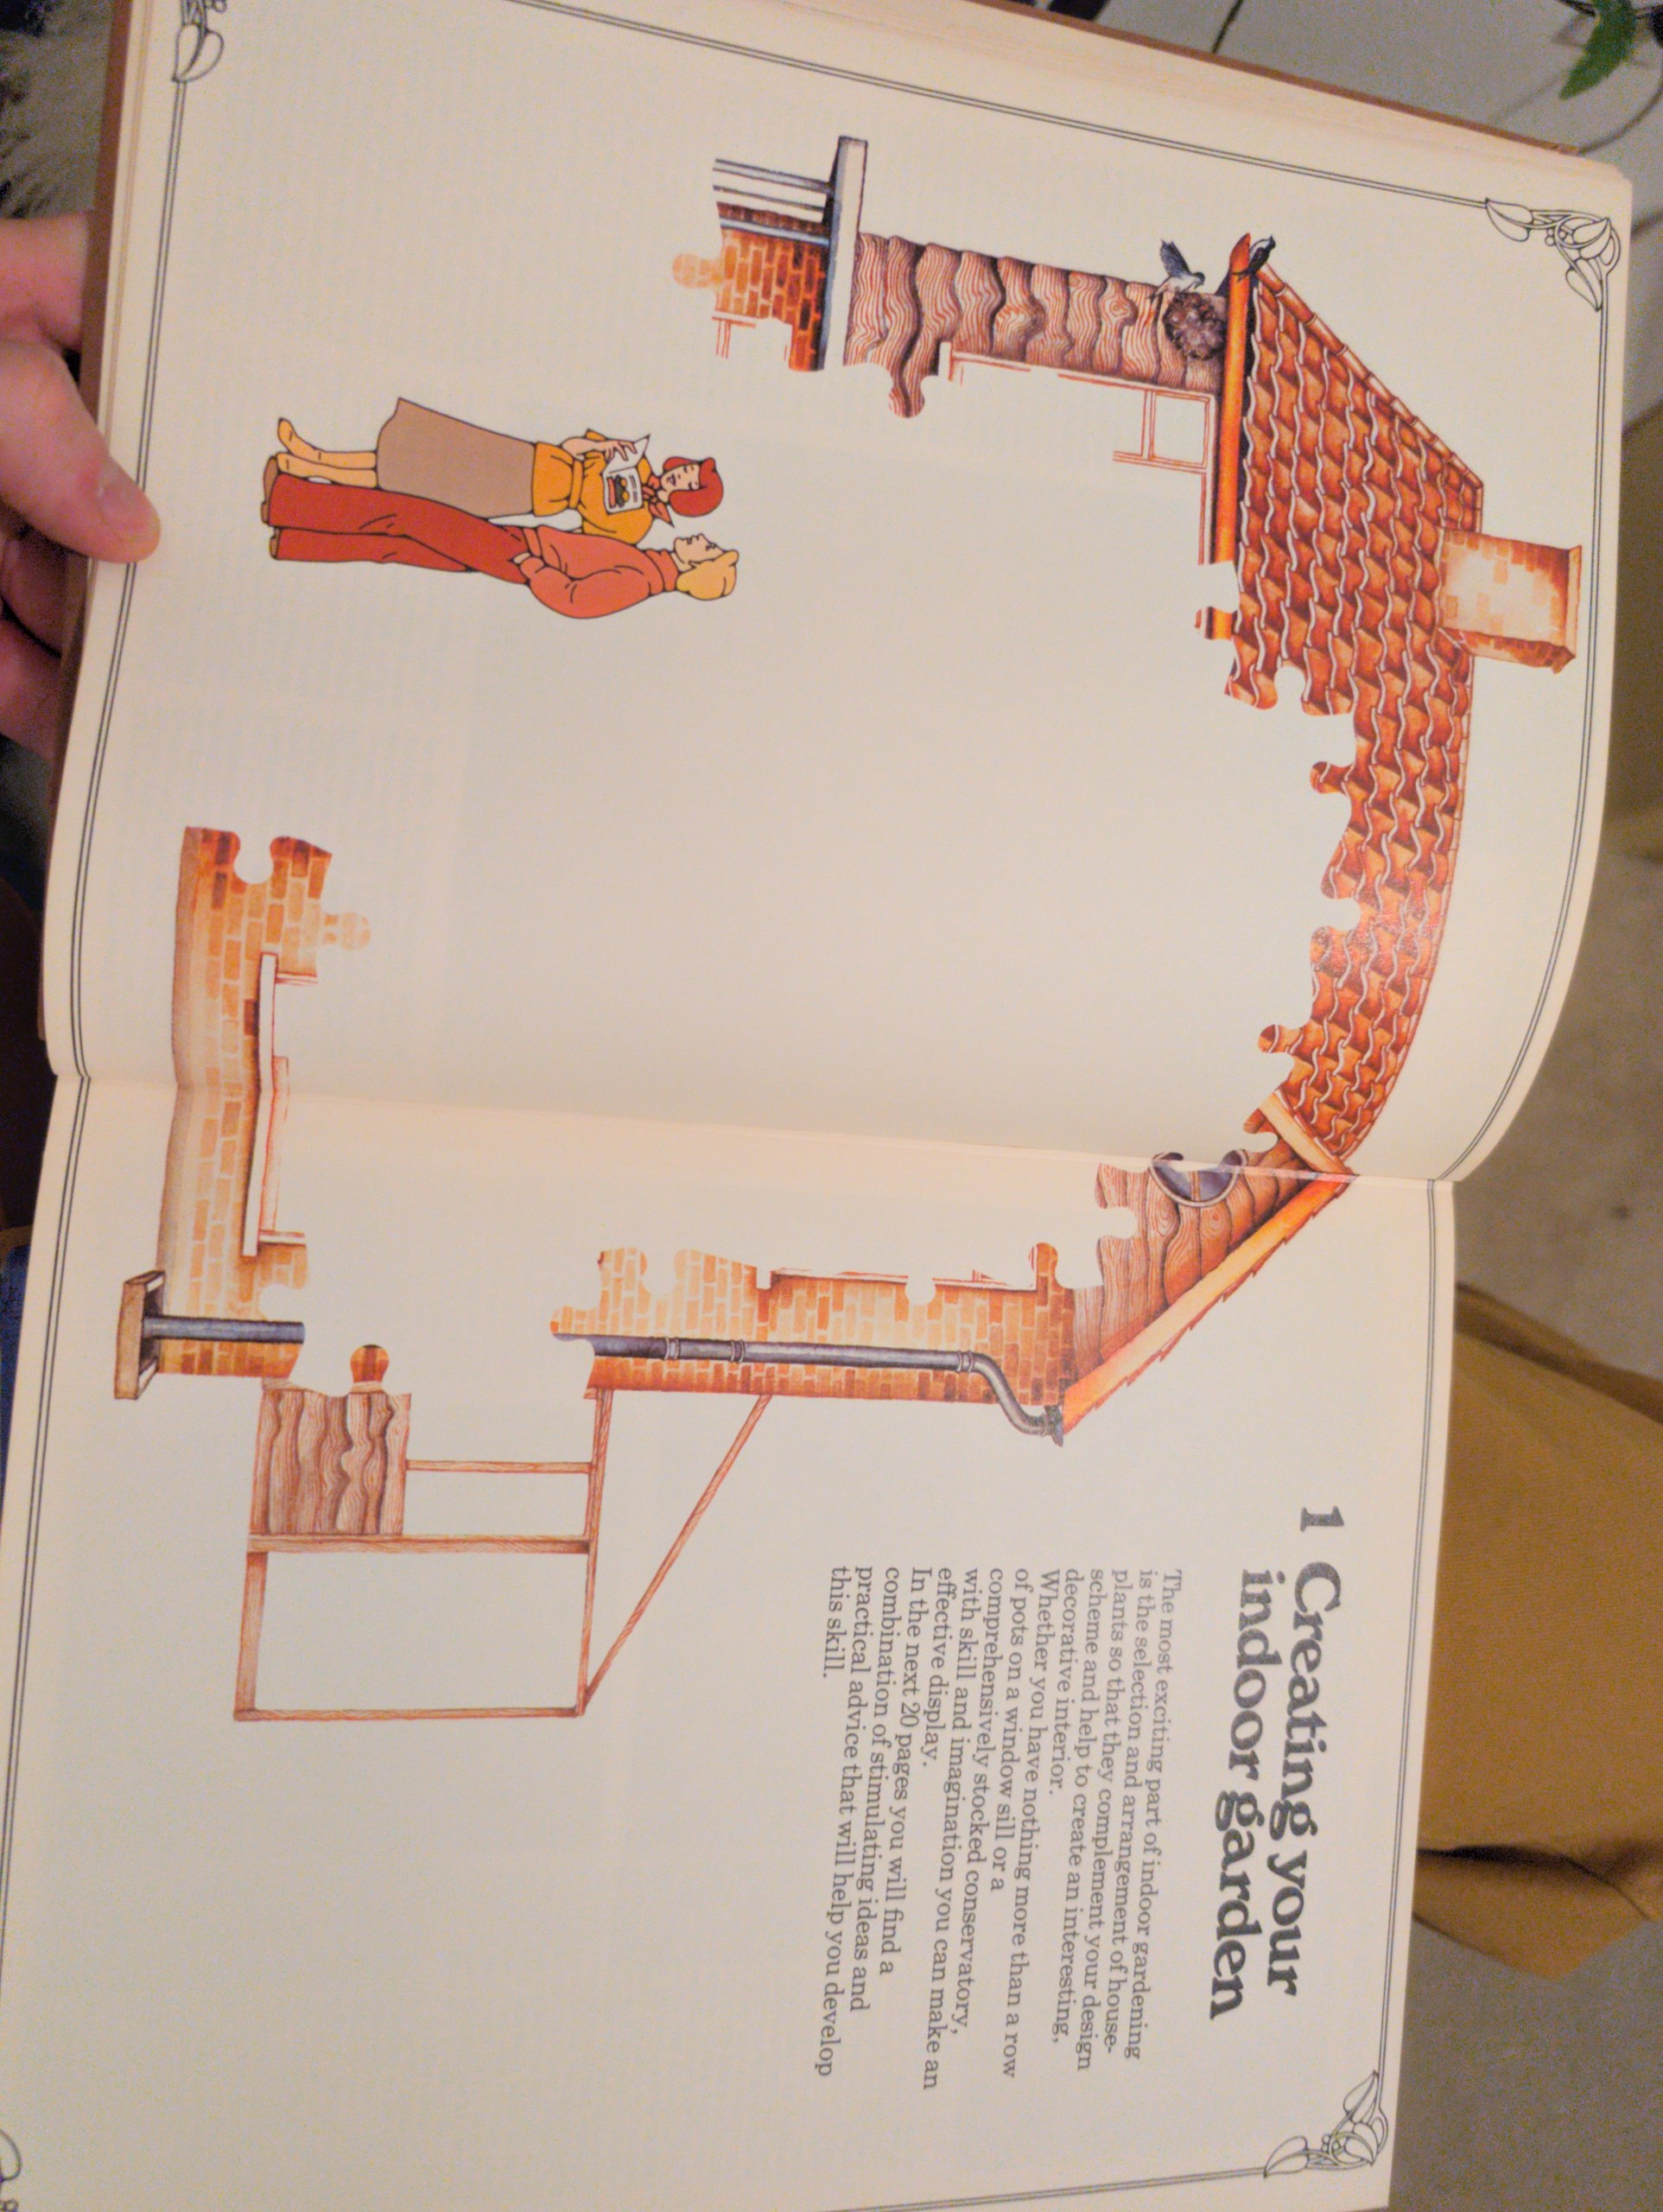 1 Creating your
indoor garden
The most exciting part of indoor gardening
is the selection and arrangement of house-
plants so that they complement your design
scheme and help to create an interesting,
decorative interior.
Whether you have nothing more than a row
of pots on a window sill or a
comprehensively stocked conservatory,
with skill and imagination you can make an
effective display.
In the next 20 pages you will find a
combination of stimulating ideas and
practical advice that will help you develop
this skill.